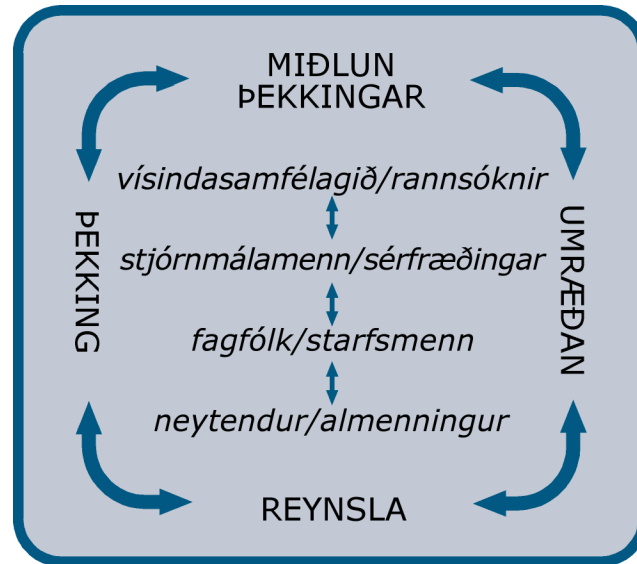 MIÐLUN
ÞEKKINGAR
vísindasamfélagið/rannsóknir
ÞEKKING
UMRÆÐAN
stjórnmálamenn/sérfræðingar
fagfólk/starfsmenn
neytendur/almenningur
REYNSLA